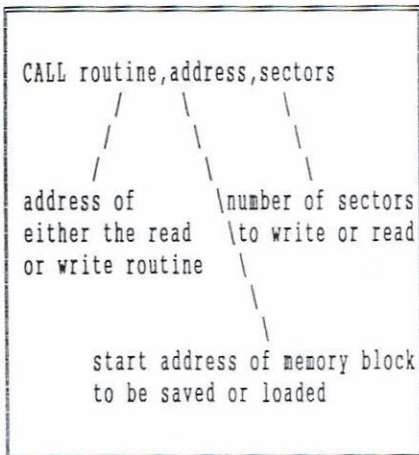 CALL routine,address,sectors
address of
either the read
or write routine
number of sectors
to write or read
start address of memory block
to be saved or loaded